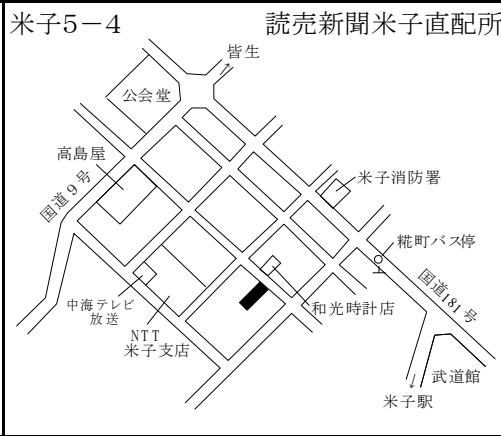 米子5-4
読売新聞米子直配所
皆生
公会堂
高島屋
国道9号
米子消防署
糀町バス停
国道181号
和光時計店
中海テレビ
放送
NTT
米子支店
武道館
米子駅